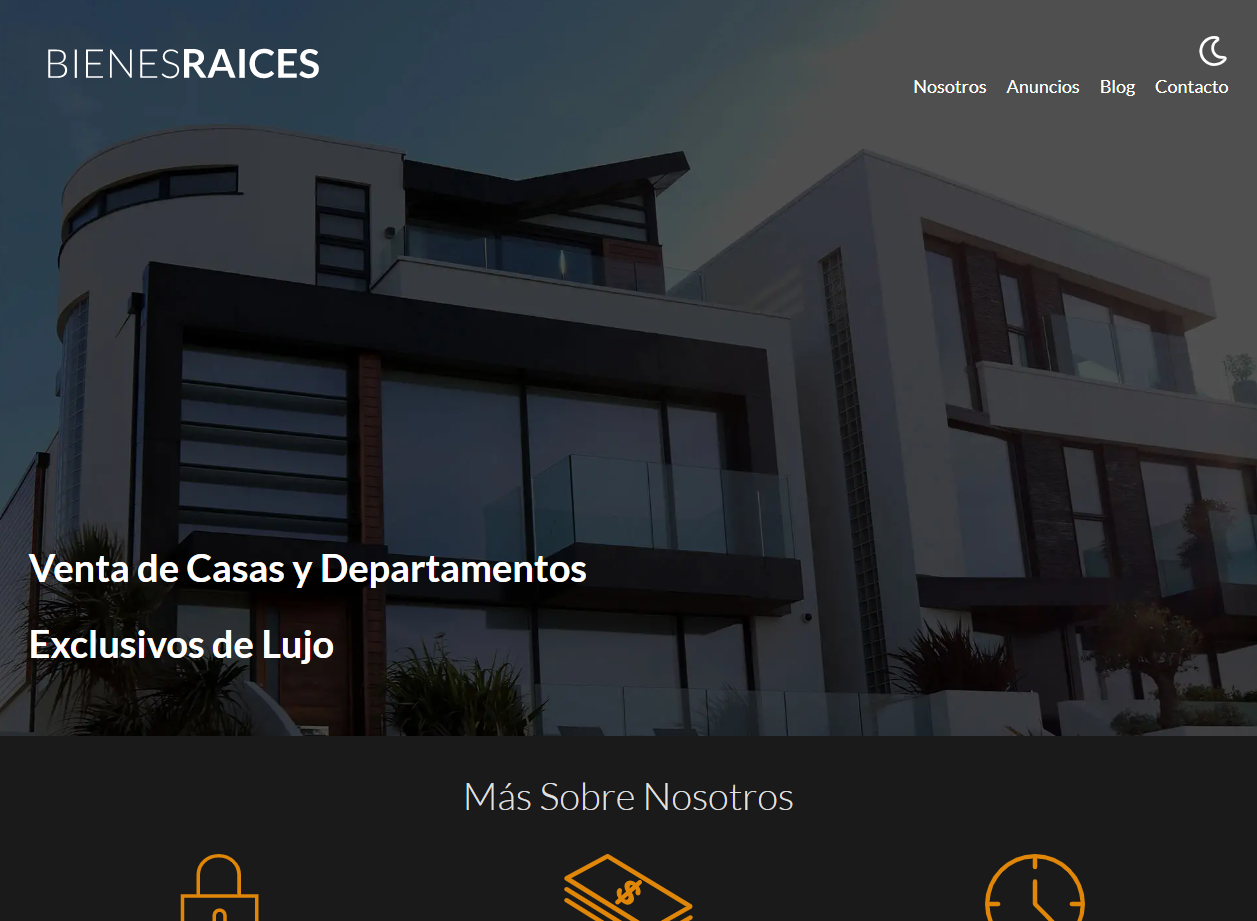 BIENESRAICES
Nosotros Anuncios Blog Contacto
Venta de Casas y Departamentos
Exclusivos de Lujo
Más Sobre Nosotros
$